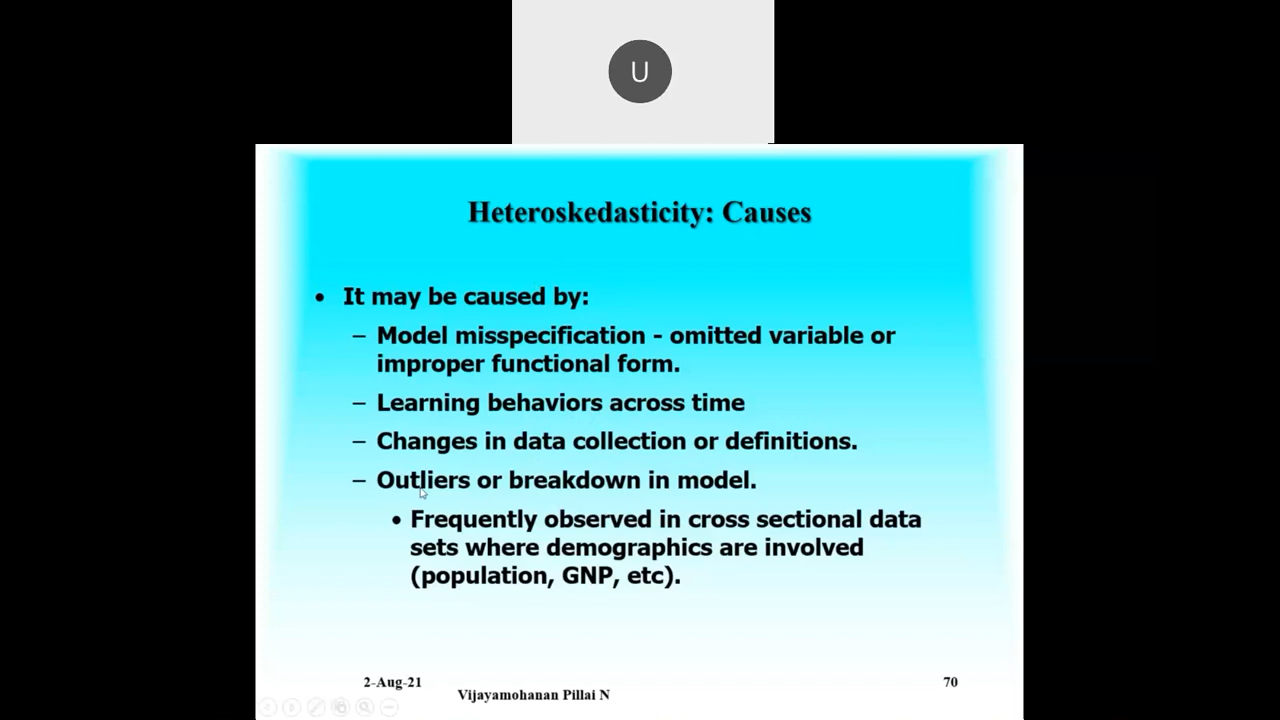 U
Heteroskedasticity: Causes
• It may be caused by:
– Model misspecification - omitted variable or
improper functional form.
– Learning behaviors across time
– Changes in data collection or definitions.
– Outliers or breakdown in model.
• Frequently observed in cross sectional data
sets where demographics are involved
(population, GNP, etc).
2-Aug-21
Vijayamohanan Pillai N
70